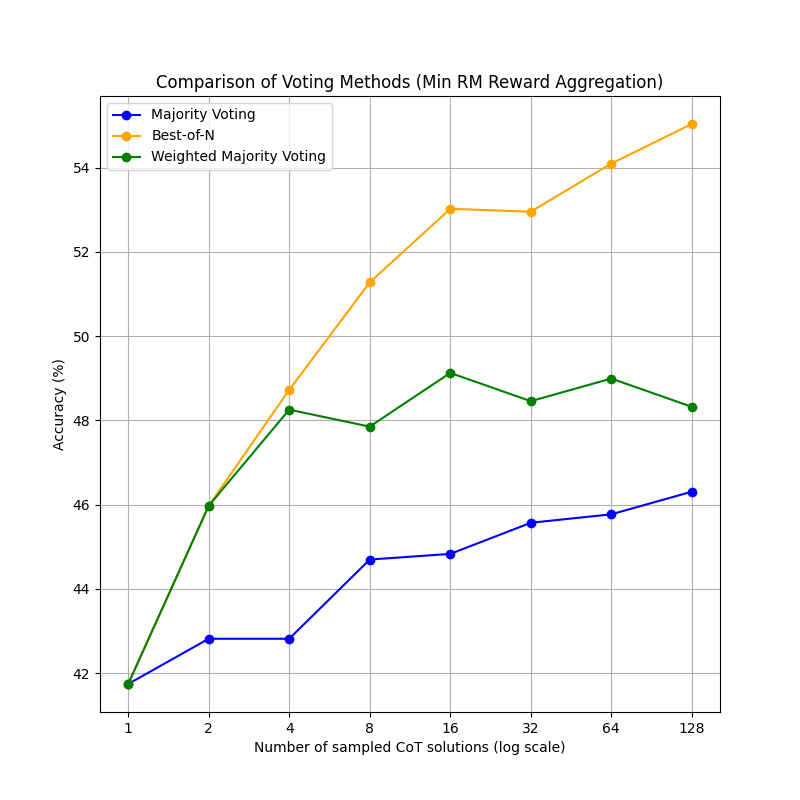 Comparison of Voting Methods (Min RM Reward Aggregation)
Majority Voting
Best-of-N
Weighted Majority Voting
54
52
50
48
46
44
42
Accuracy (%)
1 2 4 8 16 32 64 128
Number of sampled CoT solutions (log scale)